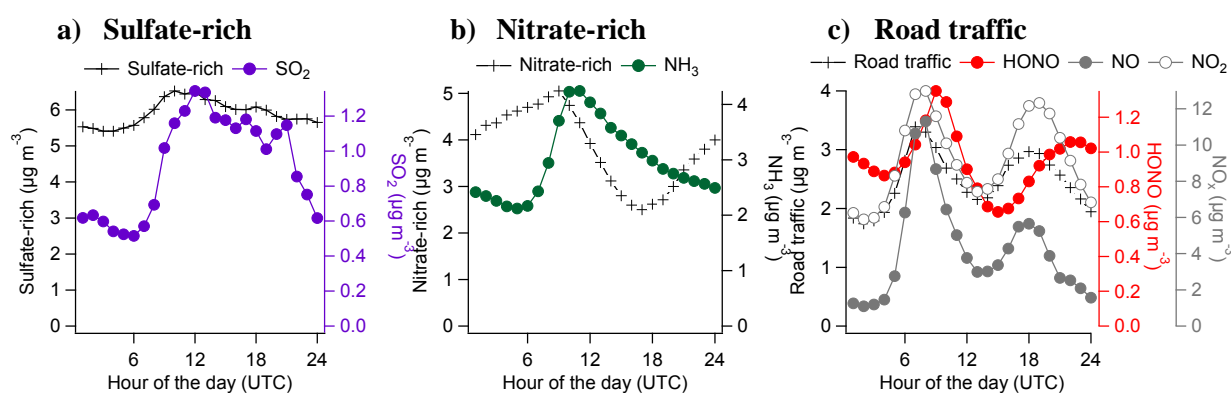 a) Sulfate-rich
Sulfate-rich SO₂
Sulfate-rich (µg m⁻³)
6
5
4
3
2
1
0
SO₂ (µg m⁻³)
1.2
1.0
0.8
0.6
0.4
0.2
0.0
6 12 18 24
Hour of the day (UTC)
b) Nitrate-rich
Nitrate-rich NH₃
Nitrate-rich (µg m⁻³)
5
4
3
2
1
0
NH₃ (µg m⁻³)
4
3
2
1
0
6 12 18 24
Hour of the day (UTC)
c) Road traffic
Road traffic HONO NO NO₂
Road traffic (µg m⁻³)
4
3
2
1
0
HONO (µg m⁻³)
1.2
1.0
0.8
0.6
0.4
0.2
0.0
NOₓ (µg m⁻³)
12
10
8
6
4
2
0
6 12 18 24
Hour of the day (UTC)